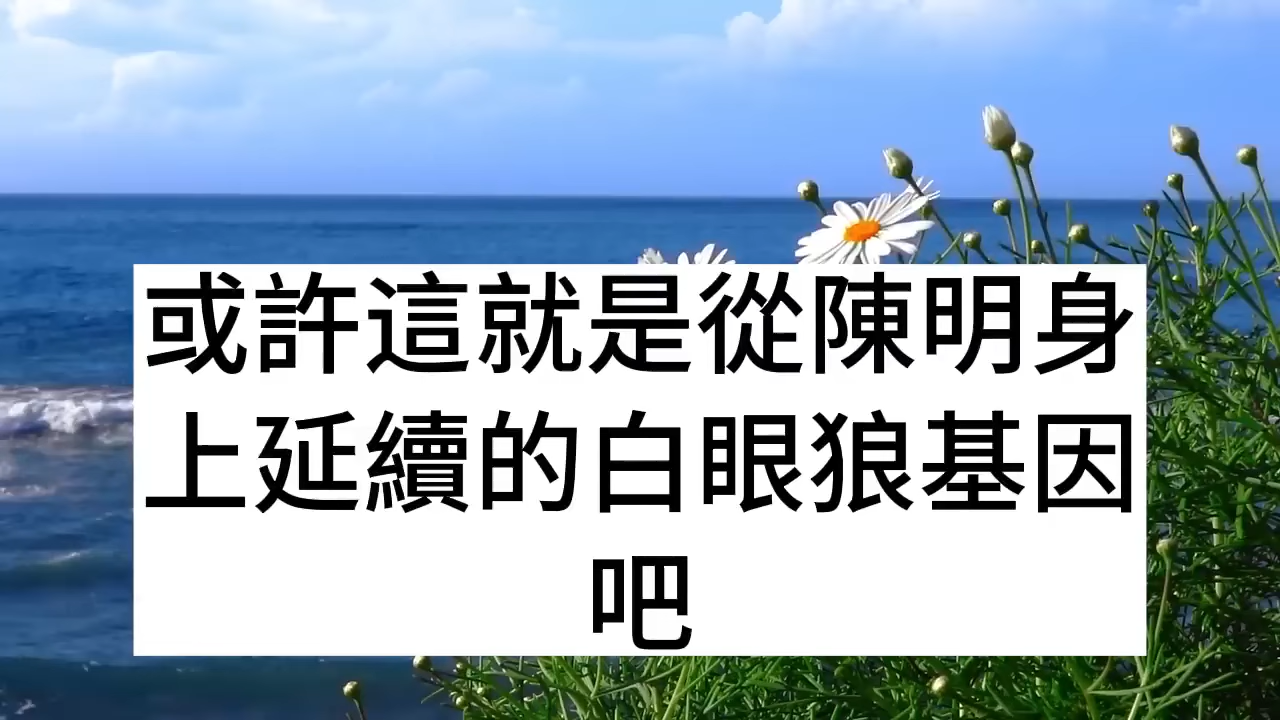 或許這就是從陳明身
上延續的白眼狼基因
吧